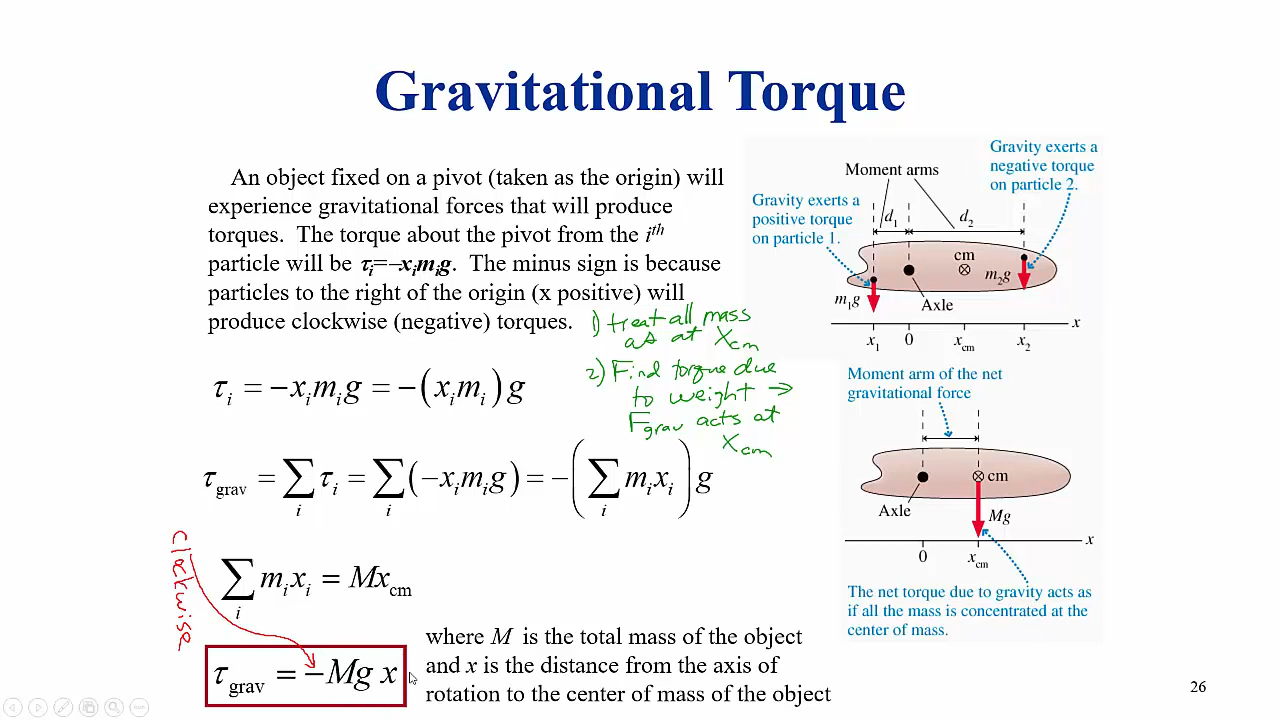 Gravitational Torque
An object fixed on a pivot (taken as the origin) will
experience gravitational forces that will produce
torques. The torque about the pivot from the iᵗʰ
particle will be τᵢ=−xᵢmᵢg. The minus sign is because
particles to the right of the origin (x positive) will
produce clockwise (negative) torques.
1) treat all mass
as at Xcm
2) Find torque due
to weight →
Fgrav acts at
Xcm
τᵢ = −xᵢmᵢg = −(xᵢmᵢ)g
τgrav = ∑ᵢ τᵢ = ∑ᵢ (−xᵢmᵢg) = −(∑ᵢ mᵢxᵢ) g
∑ᵢ mᵢxᵢ = Mxcm
clockwise
τgrav = −Mg x
where M is the total mass of the object
and x is the distance from the axis of
rotation to the center of mass of the object
Gravity exerts a
negative torque
on particle 2.
Moment arms
Gravity exerts a
positive torque
on particle 1.
d₁ d₂
cm
m₂g
m₁g
Axle
x
x₁ 0 xcm x₂
Moment arm of the net
gravitational force
cm
Axle
Mg
x
0 xcm
The net torque due to gravity acts as
if all the mass is concentrated at the
center of mass.
26